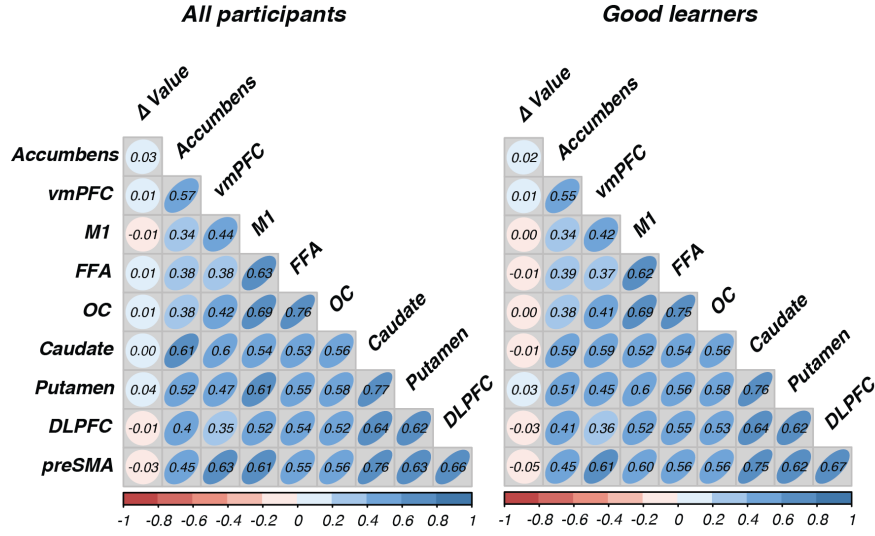 All participants
Good learners
Δ Value
Accumbens
vmPFC
M1
FFA
OC
Caudate
Putamen
DLPFC
Accumbens 0.03
vmPFC 0.01 0.57
M1 -0.01 0.34 0.44
FFA 0.01 0.38 0.38 0.63
OC 0.01 0.38 0.42 0.69 0.76
Caudate 0.00 0.61 0.6 0.54 0.53 0.56
Putamen 0.04 0.52 0.47 0.61 0.55 0.58 0.77
DLPFC -0.01 0.4 0.35 0.52 0.54 0.52 0.64 0.62
preSMA -0.03 0.45 0.63 0.61 0.55 0.56 0.76 0.63 0.66
-1 -0.8 -0.6 -0.4 -0.2 0 0.2 0.4 0.6 0.8 1
Δ Value
Accumbens
vmPFC
M1
FFA
OC
Caudate
Putamen
DLPFC
0.02
0.01 0.55
0.00 0.34 0.42
-0.01 0.39 0.37 0.62
0.00 0.38 0.41 0.69 0.75
-0.01 0.59 0.59 0.52 0.54 0.56
0.03 0.51 0.45 0.6 0.56 0.58 0.76
-0.03 0.41 0.36 0.52 0.55 0.53 0.64 0.62
-0.05 0.45 0.61 0.60 0.56 0.56 0.75 0.62 0.67
-1 -0.8 -0.6 -0.4 -0.2 0 0.2 0.4 0.6 0.8 1